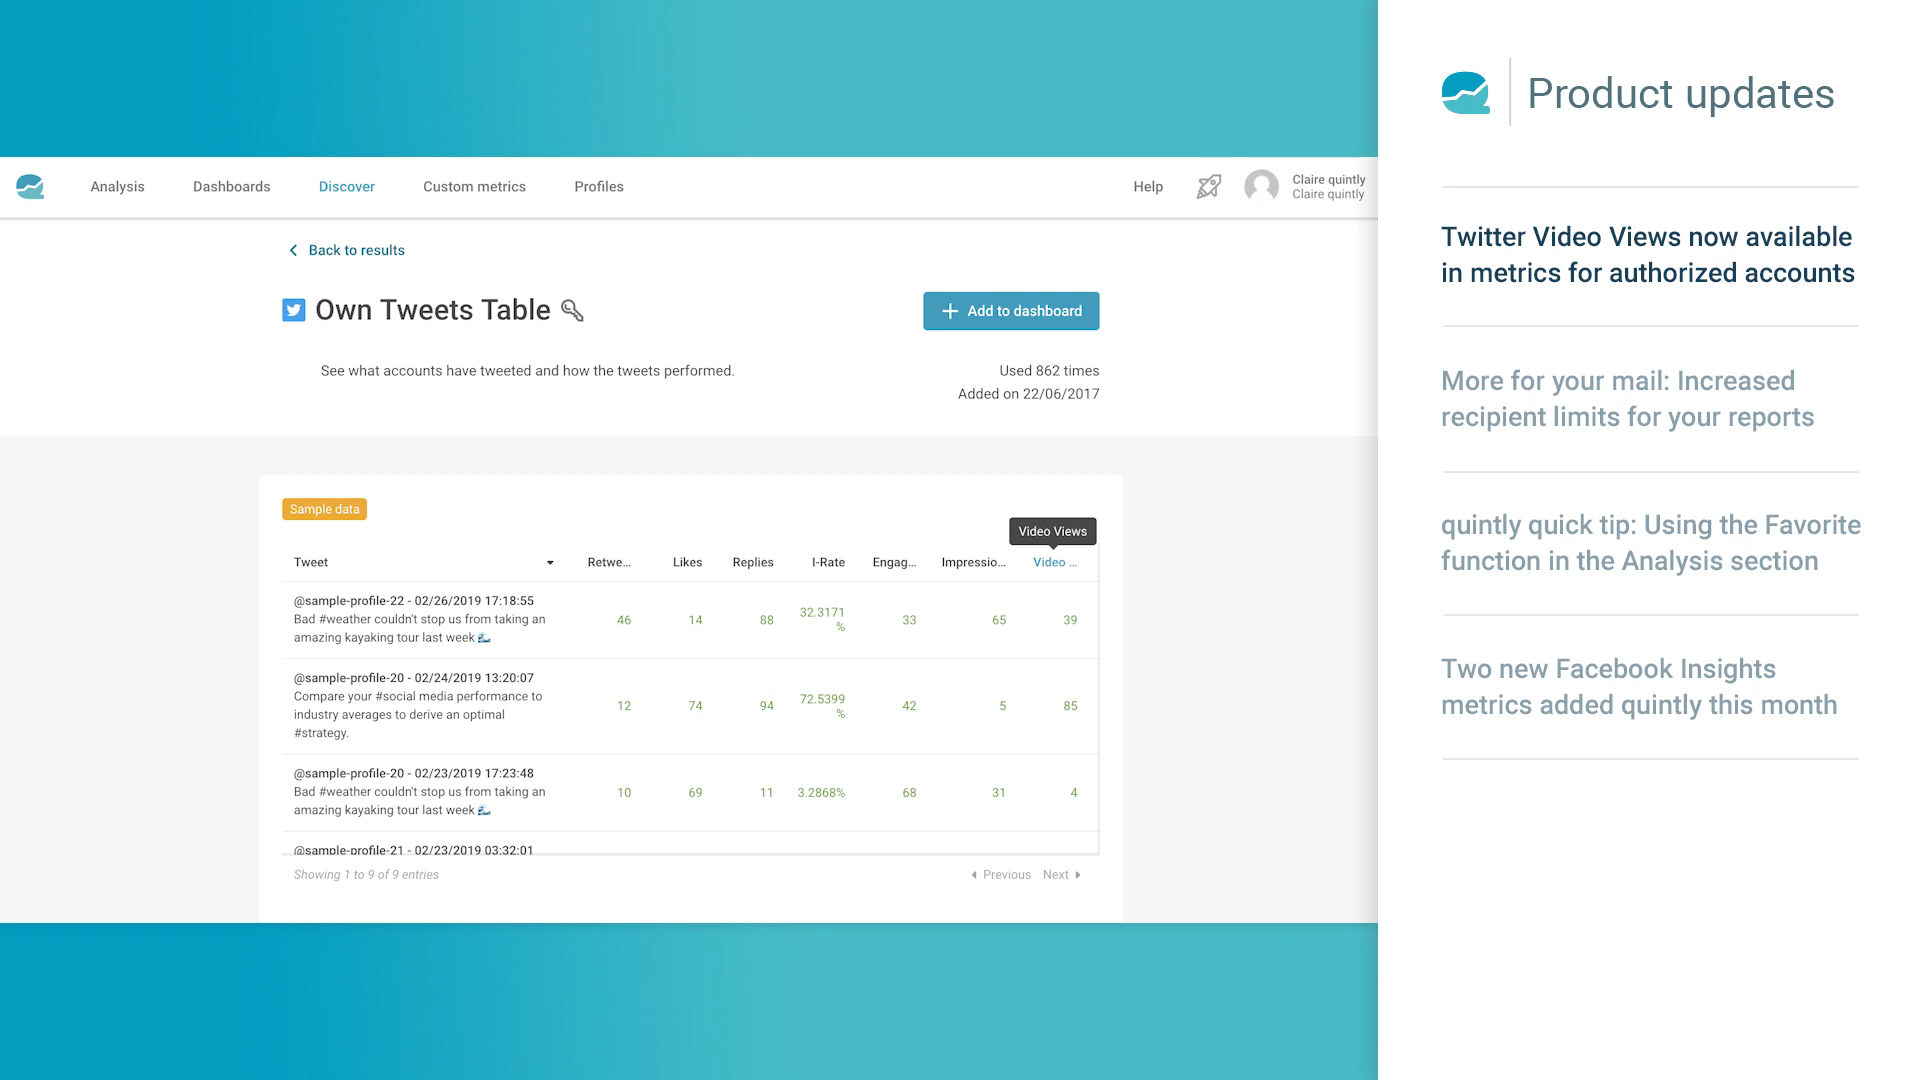 Analysis
Dashboards
Discover
Custom metrics
Profiles
Help
Claire quintly
Claire quintly
Back to results
Own Tweets Table
Add to dashboard
See what accounts have tweeted and how the tweets performed.
Used 862 times
Added on 22/06/2017
Sample data
Video Views
Tweet Retwe... Likes Replies I-Rate Engag... Impressio... Video ...
@sample-profile-22 - 02/26/2019 17:18:55
Bad #weather couldn't stop us from taking an
amazing kayaking tour last week
46 14 88 32.3171 % 33 65 39
@sample-profile-20 - 02/24/2019 13:20:07
Compare your #social media performance to
industry averages to derive an optimal
#strategy.
12 74 94 72.5399 % 42 5 85
@sample-profile-20 - 02/23/2019 17:23:48
Bad #weather couldn't stop us from taking an
amazing kayaking tour last week
10 69 11 3.2868% 68 31 4
@sample-profile-21 - 02/23/2019 03:32:01
Showing 1 to 9 of 9 entries
Previous Next
Product updates
Twitter Video Views now available
in metrics for authorized accounts
More for your mail: Increased
recipient limits for your reports
quintly quick tip: Using the Favorite
function in the Analysis section
Two new Facebook Insights
metrics added quintly this month